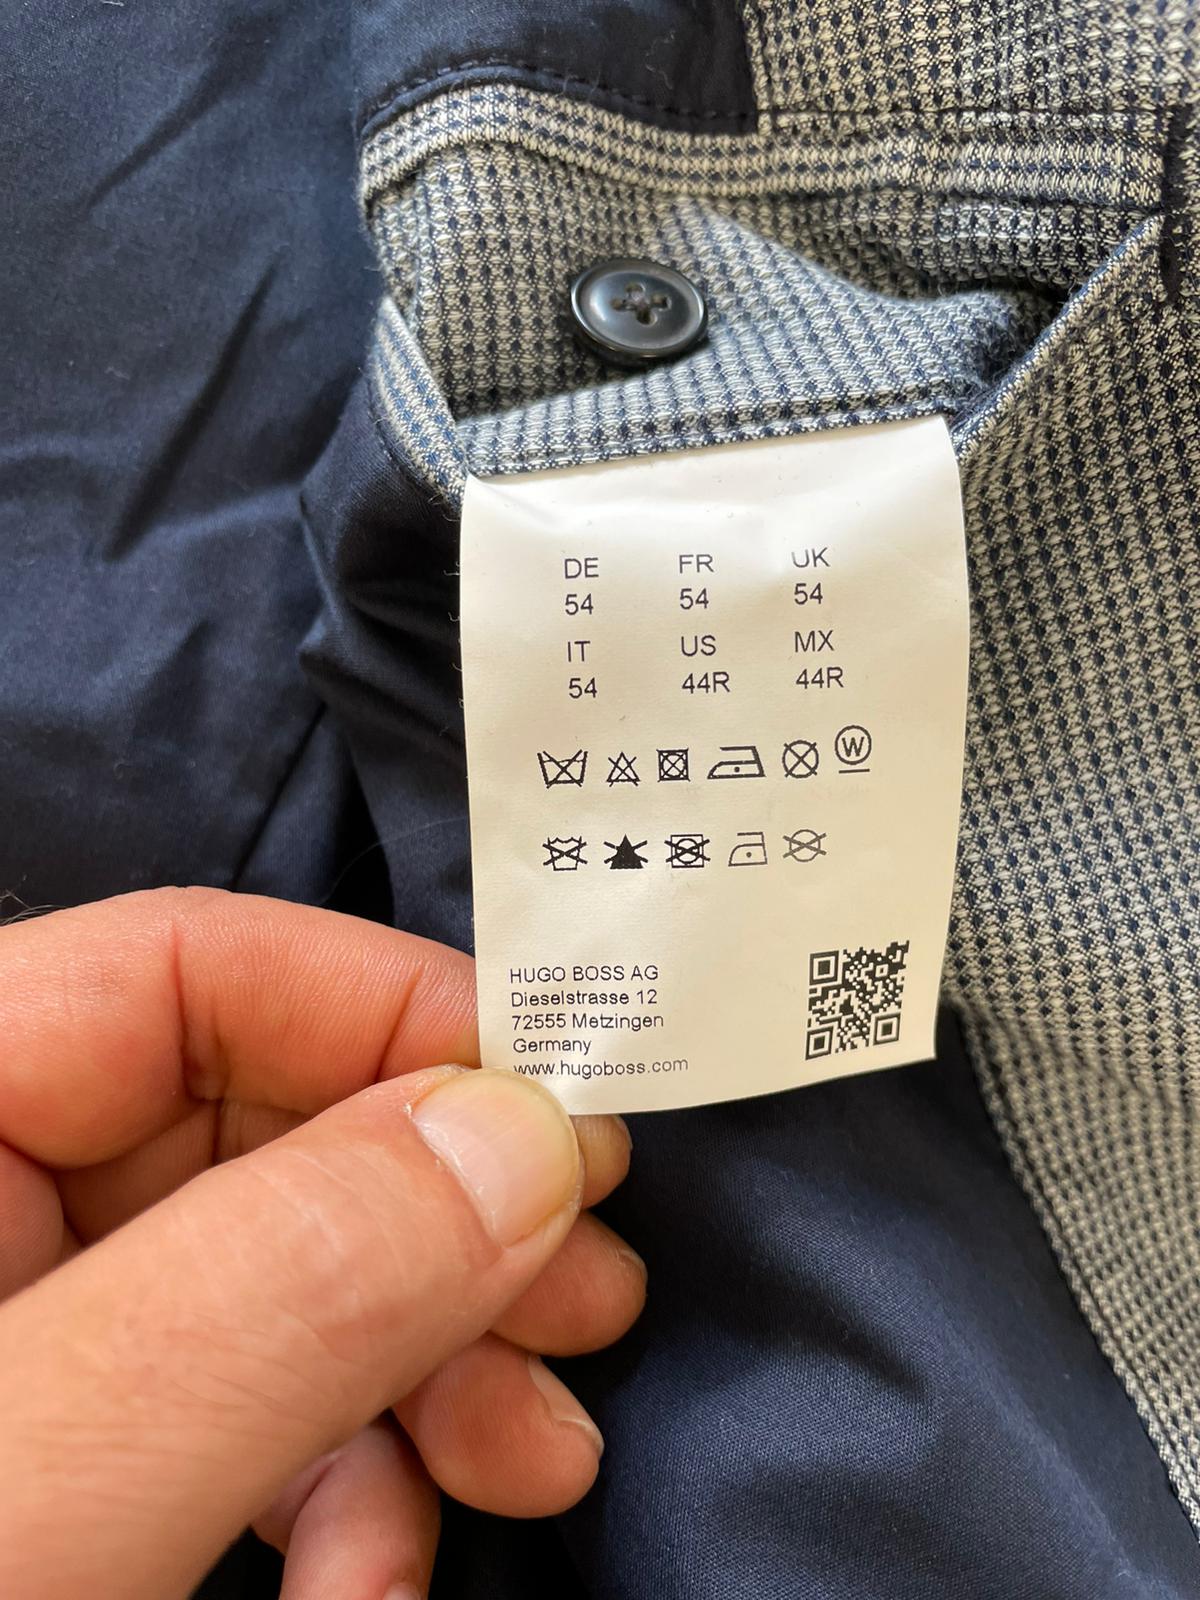 DE FR UK
54 54 54
IT US MX
54 44R 44R
W
HUGO BOSS AG
Dieselstrasse 12
72555 Metzingen
Germany
www.hugoboss.com